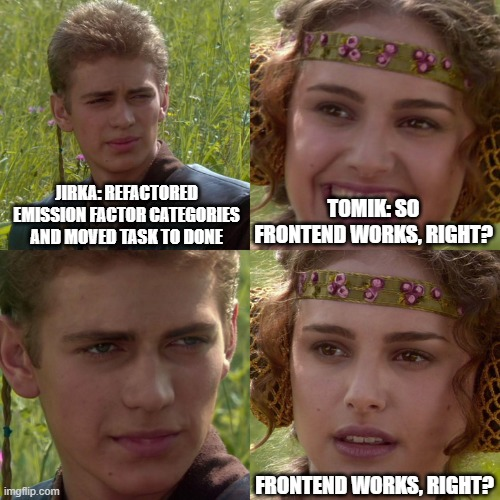 JIRKA: REFACTORED
EMISSION FACTOR CATEGORIES
AND MOVED TASK TO DONE
TOMIK: SO
FRONTEND WORKS, RIGHT?
FRONTEND WORKS, RIGHT?
imgflip.com